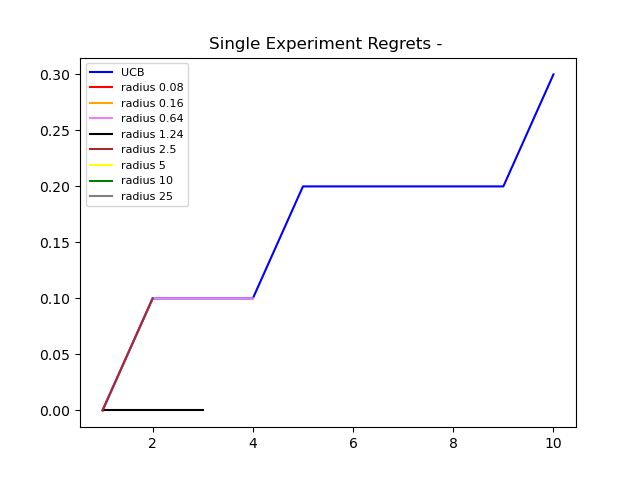 Single Experiment Regrets -
UCB
radius 0.08
radius 0.16
radius 0.64
radius 1.24
radius 2.5
radius 5
radius 10
radius 25
0.30
0.25
0.20
0.15
0.10
0.05
0.00
2 4 6 8 10